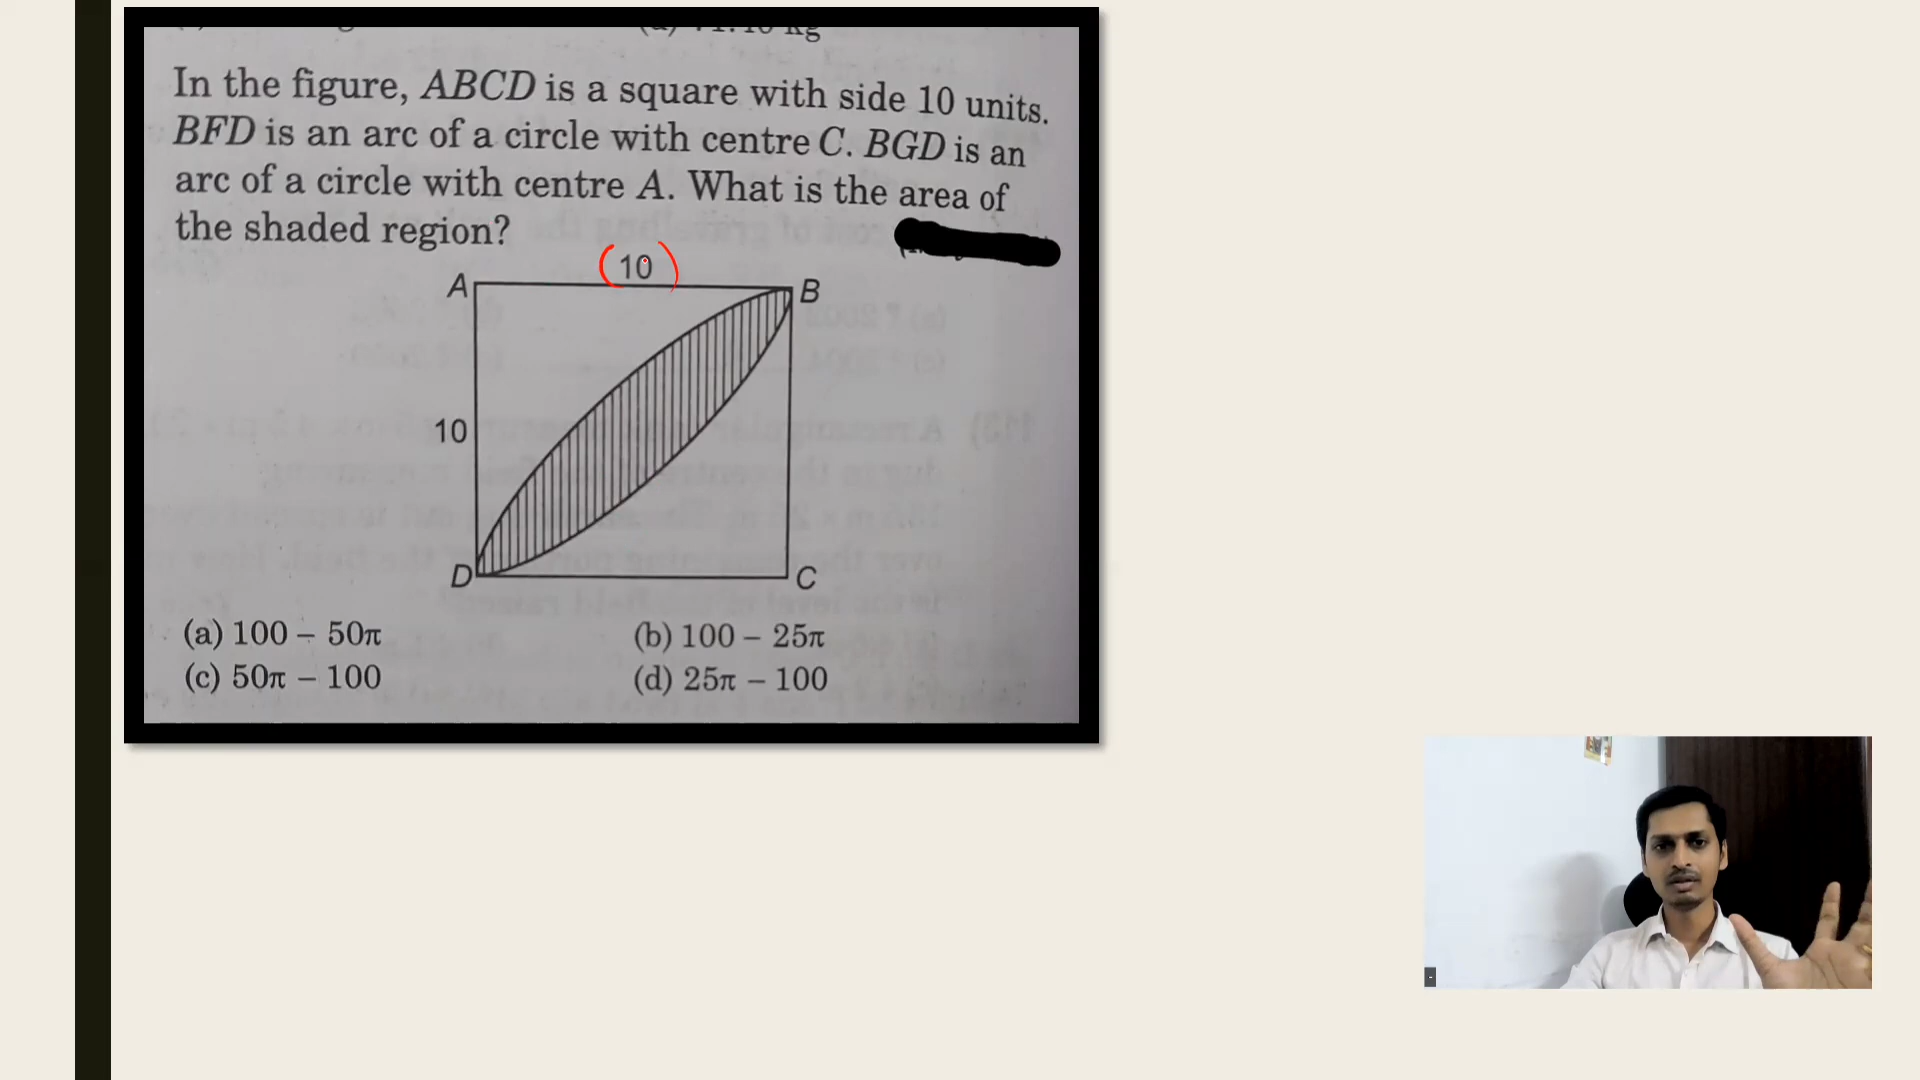 In the figure, ABCD is a square with side 10 units.
BFD is an arc of a circle with centre C. BGD is an
arc of a circle with centre A. What is the area of
the shaded region?
(10)
A
B
10
D
C
(a) 100 – 50π
(b) 100 – 25π
(c) 50π – 100
(d) 25π – 100